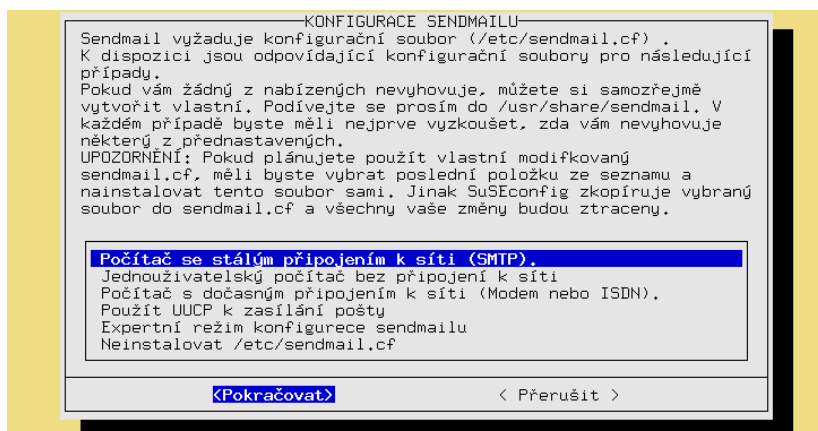 KONFIGURACE SENDMAILU
Sendmail vyžaduje konfigurační soubor (/etc/sendmail.cf) .
K dispozici jsou odpovídající konfigurační soubory pro následující
případy.
Pokud vám žádný z nabízených nevyhovuje, můžete si samozřejmě
vytvořit vlastní. Podívejte se prosím do /usr/share/sendmail. V
každém případě byste měli nejprve vyzkoušet, zda vám nevyhovuje
některý z přednastavených.
UPOZORNĚNÍ: Pokud plánujete použít vlastní modifkovaný
sendmail.cf, měli byste vybrat poslední položku ze seznamu a
nainstalovat tento soubor sami. Jinak SuSEconfig zkopíruje vybraný
soubor do sendmail.cf a všechny vaše změny budou ztraceny.
Počítač se stálým připojením k síti (SMTP).
Jednouživatelský počítač bez připojení k síti
Počítač s dočasným připojením k síti (Modem nebo ISDN).
Použít UUCP k zasílání pošty
Expertní režim konfigurece sendmailu
Neinstalovat /etc/sendmail.cf
<Pokračovat> < Přerušit >